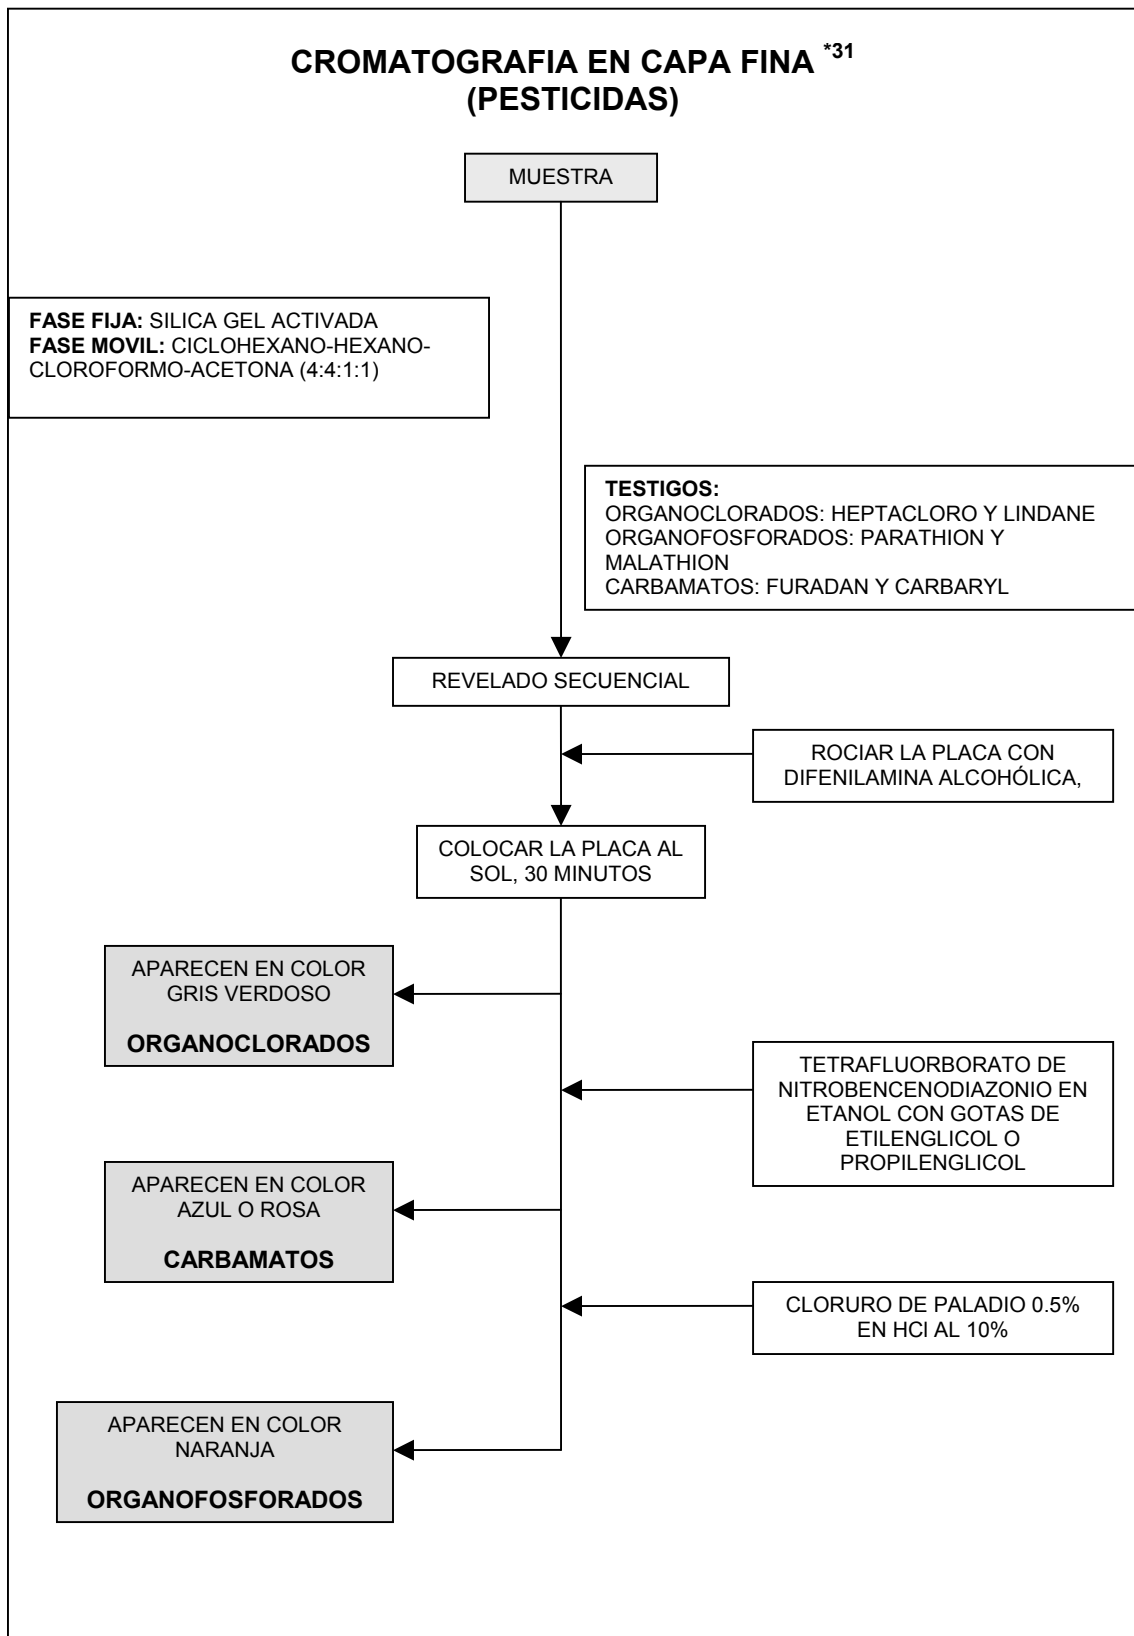 CROMATOGRAFIA EN CAPA FINA *31
(PESTICIDAS)
MUESTRA
FASE FIJA: SILICA GEL ACTIVADA
FASE MOVIL: CICLOHEXANO-HEXANO-
CLOROFORMO-ACETONA (4:4:1:1)
TESTIGOS:
ORGANOCLORADOS: HEPTACLORO Y LINDANE
ORGANOFOSFORADOS: PARATHION Y
MALATHION
CARBAMATOS: FURADAN Y CARBARYL
REVELADO SECUENCIAL
ROCIAR LA PLACA CON
DIFENILAMINA ALCOHÓLICA,
COLOCAR LA PLACA AL
SOL, 30 MINUTOS
APARECEN EN COLOR
GRIS VERDOSO
ORGANOCLORADOS
TETRAFLUORBORATO DE
NITROBENCENODIAZONIO EN
ETANOL CON GOTAS DE
ETILENGLICOL O
PROPILENGLICOL
APARECEN EN COLOR
AZUL O ROSA
CARBAMATOS
CLORURO DE PALADIO 0.5%
EN HCl AL 10%
APARECEN EN COLOR
NARANJA
ORGANOFOSFORADOS